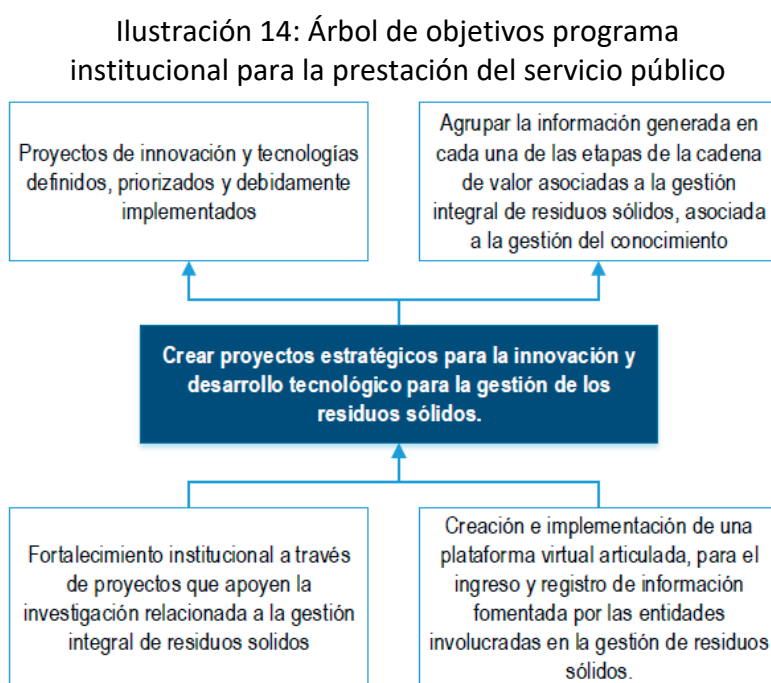 Ilustración 14: Árbol de objetivos programa
institucional para la prestación del servicio público
Proyectos de innovación y tecnologías
definidos, priorizados y debidamente
implementados
Agrupar la información generada en
cada una de las etapas de la cadena
de valor asociadas a la gestión
integral de residuos sólidos, asociada
a la gestión del conocimiento
Crear proyectos estratégicos para la innovación y
desarrollo tecnológico para la gestión de los
residuos sólidos.
Fortalecimiento institucional a través
de proyectos que apoyen la
investigación relacionada a la gestión
integral de residuos solidos
Creación e implementación de una
plataforma virtual articulada, para el
ingreso y registro de información
fomentada por las entidades
involucradas en la gestión de residuos
sólidos.